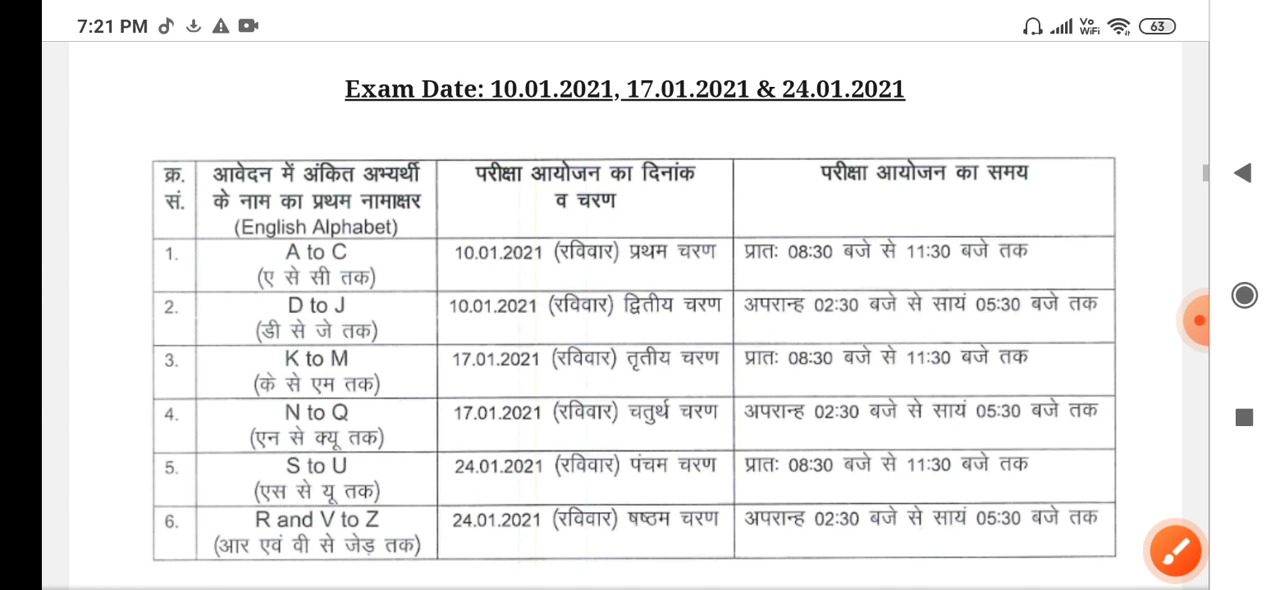 7:21 PM
Vo WiFi 63
Exam Date: 10.01.2021, 17.01.2021 & 24.01.2021
क्र. सं.
आवेदन में अंकित अभ्यर्थी के नाम का प्रथम नामाक्षर (English Alphabet)
परीक्षा आयोजन का दिनांक व चरण
परीक्षा आयोजन का समय
1. A to C 10.01.2021 (रविवार) प्रथम चरण प्रातः 08:30 बजे से 11:30 बजे तक
(ए से सी तक)
2. D to J 10.01.2021 (रविवार) द्वितीय चरण अपरान्ह 02:30 बजे से सायं 05:30 बजे तक
(डी से जे तक)
3. K to M 17.01.2021 (रविवार) तृतीय चरण प्रातः 08:30 बजे से 11:30 बजे तक
(के से एम तक)
4. N to Q 17.01.2021 (रविवार) चतुर्थ चरण अपरान्ह 02:30 बजे से सायं 05:30 बजे तक
(एन से क्यू तक)
5. S to U 24.01.2021 (रविवार) पंचम चरण प्रातः 08:30 बजे से 11:30 बजे तक
(एस से यू तक)
6. R and V to Z 24.01.2021 (रविवार) षष्ठम चरण अपरान्ह 02:30 बजे से सायं 05:30 बजे तक
(आर एवं वी से जेड़ तक)